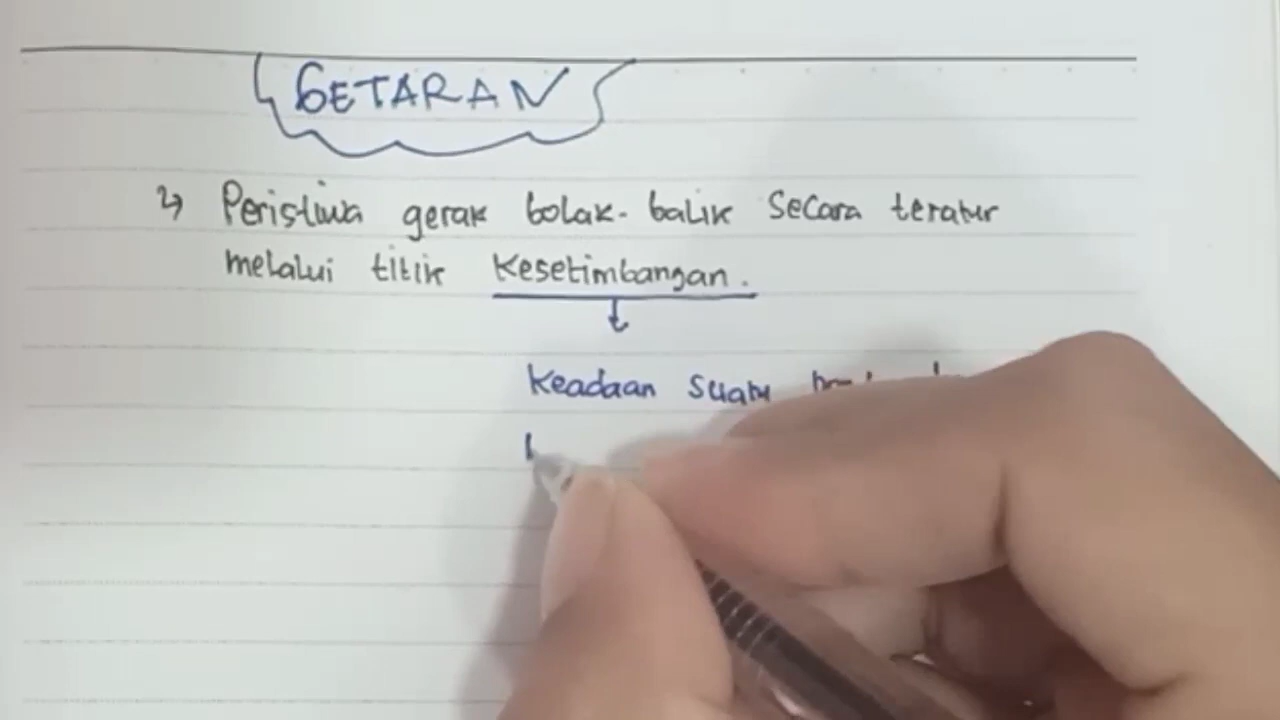 GETARAN
Peristiwa gerak bolak-balik secara teratur
melalui titik kesetimbangan.
Keadaan suatu